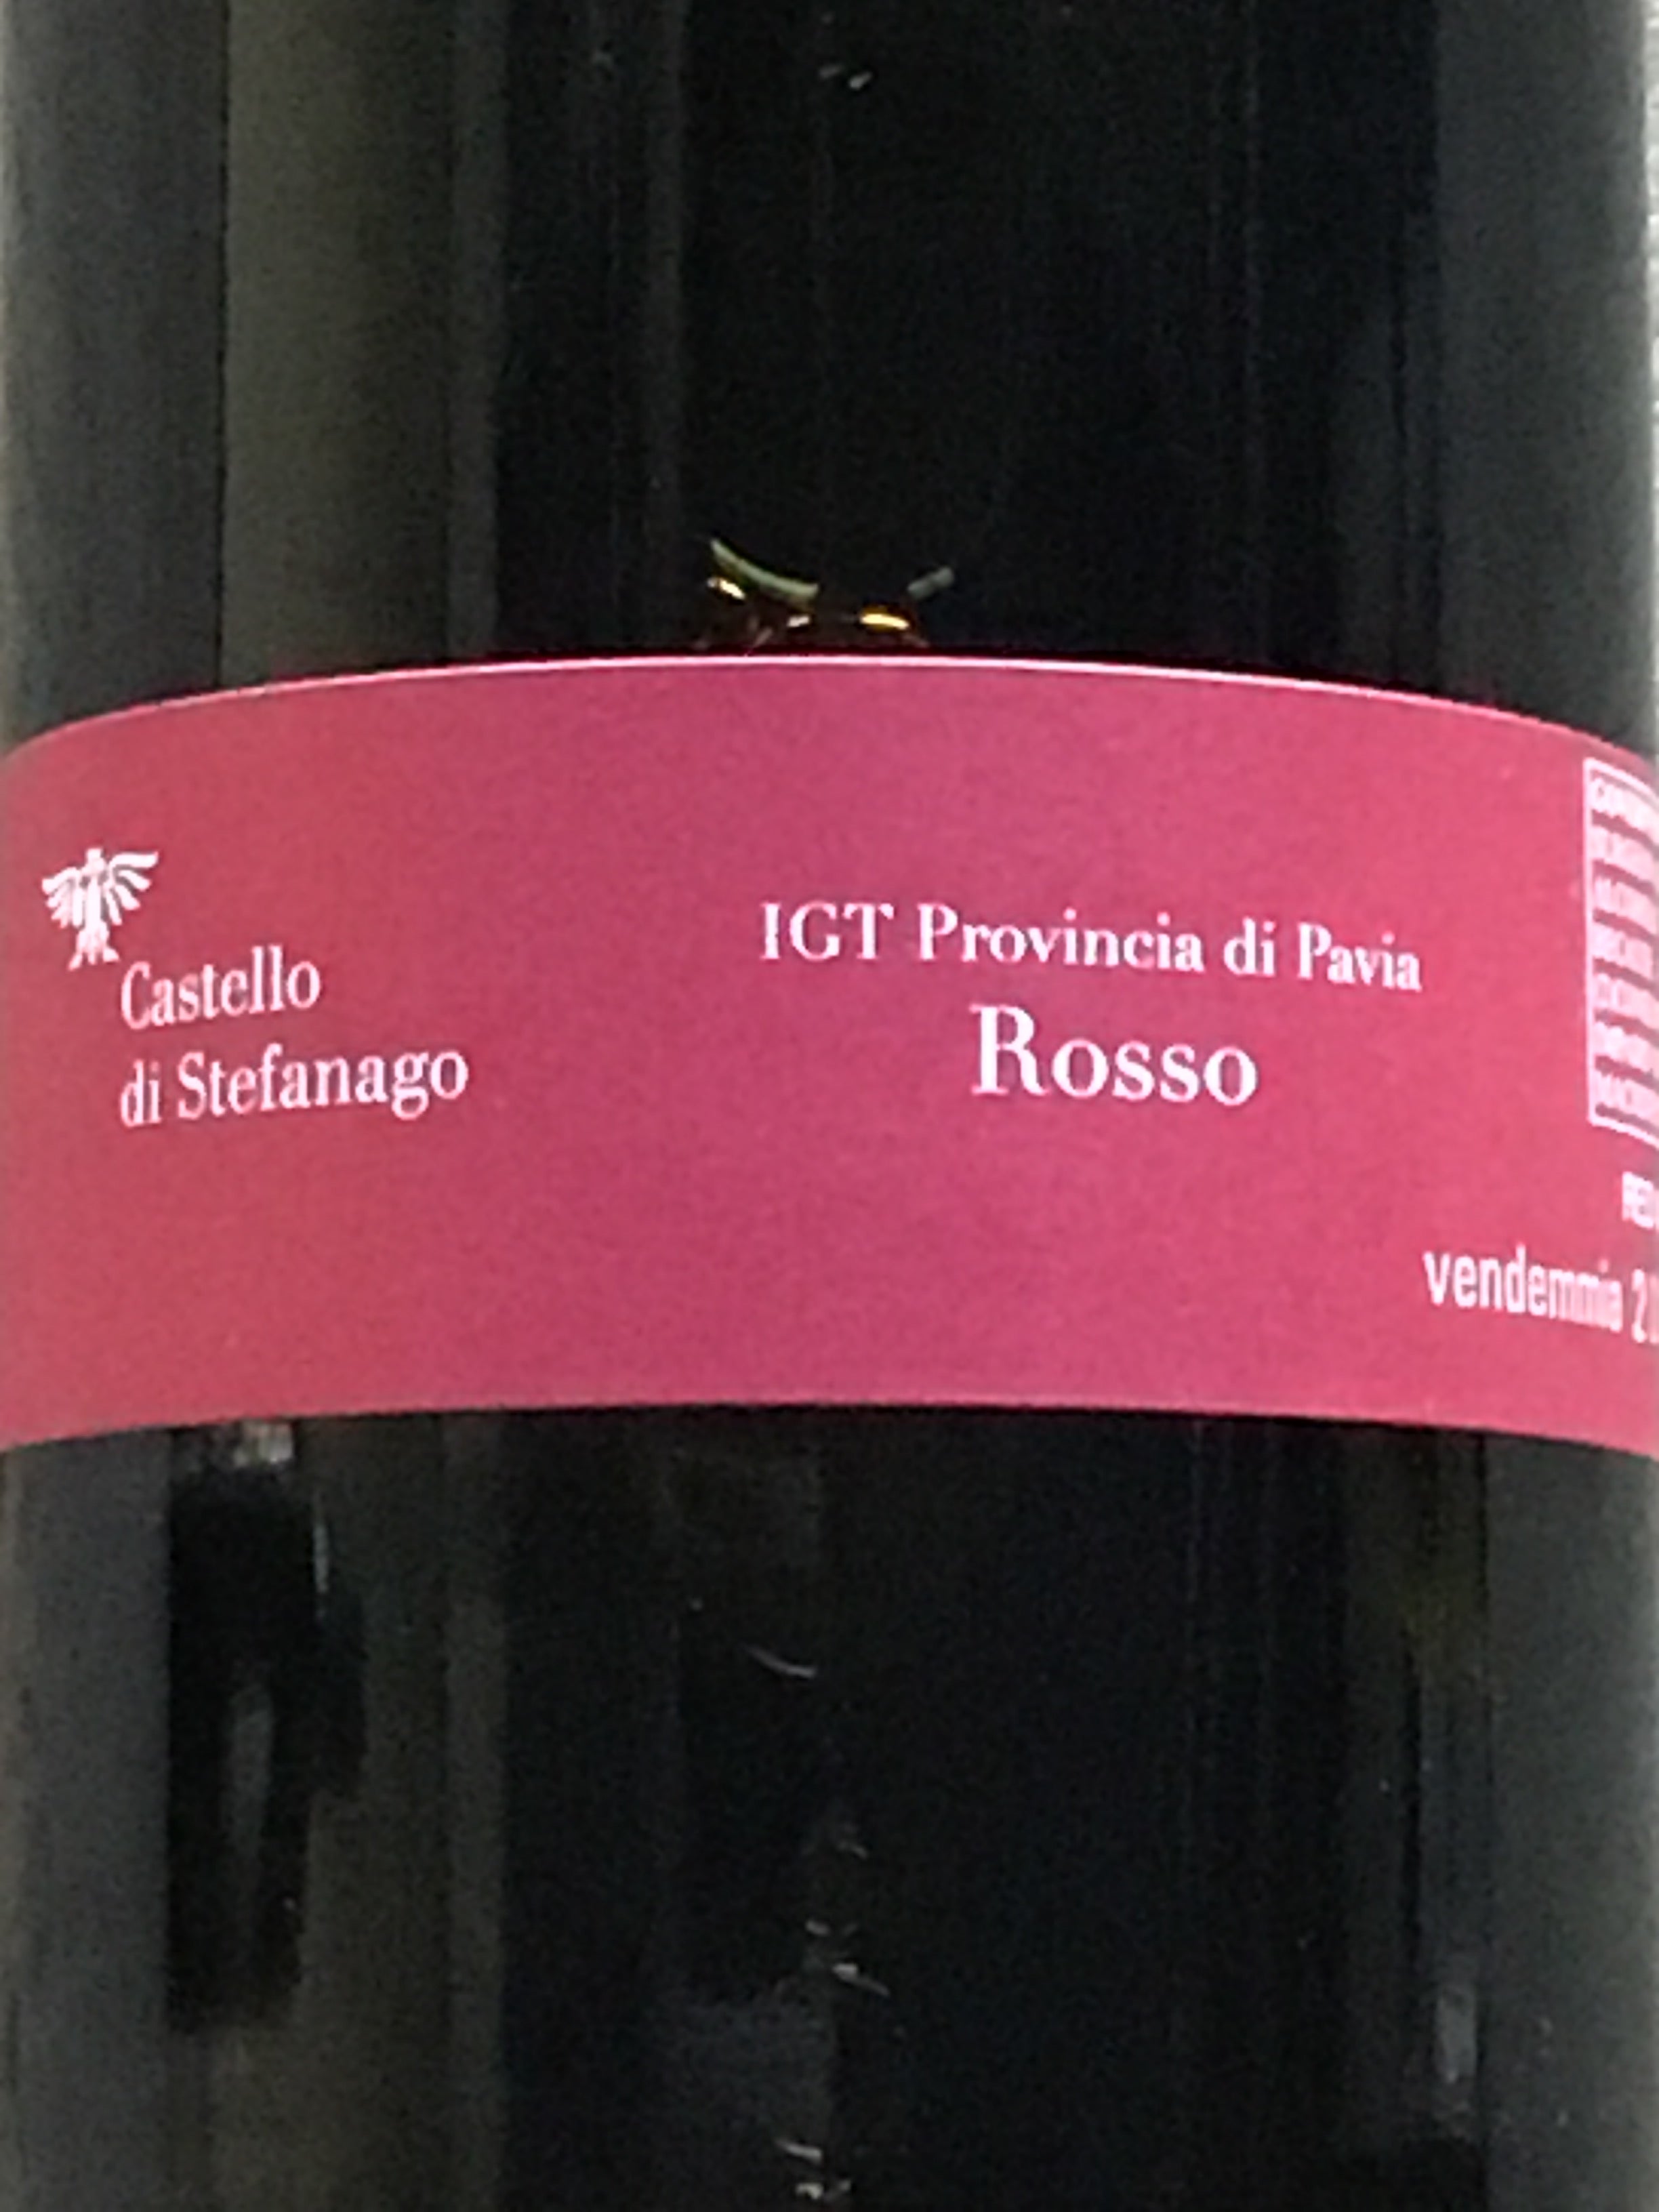 Castello
di Stefanago
IGT Provincia di Pavia
Rosso
vendemmia